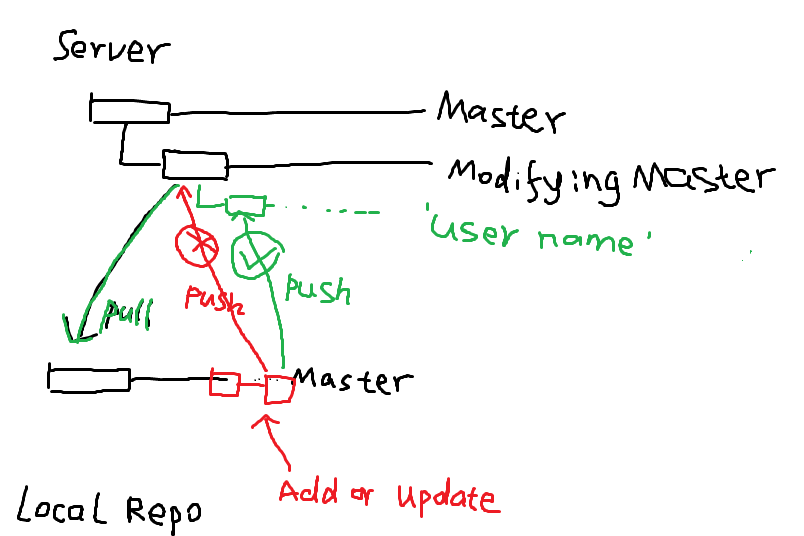 Server
Master
Modifying Master
'user name'
push
push
pull
Master
Add or update
Local Repo